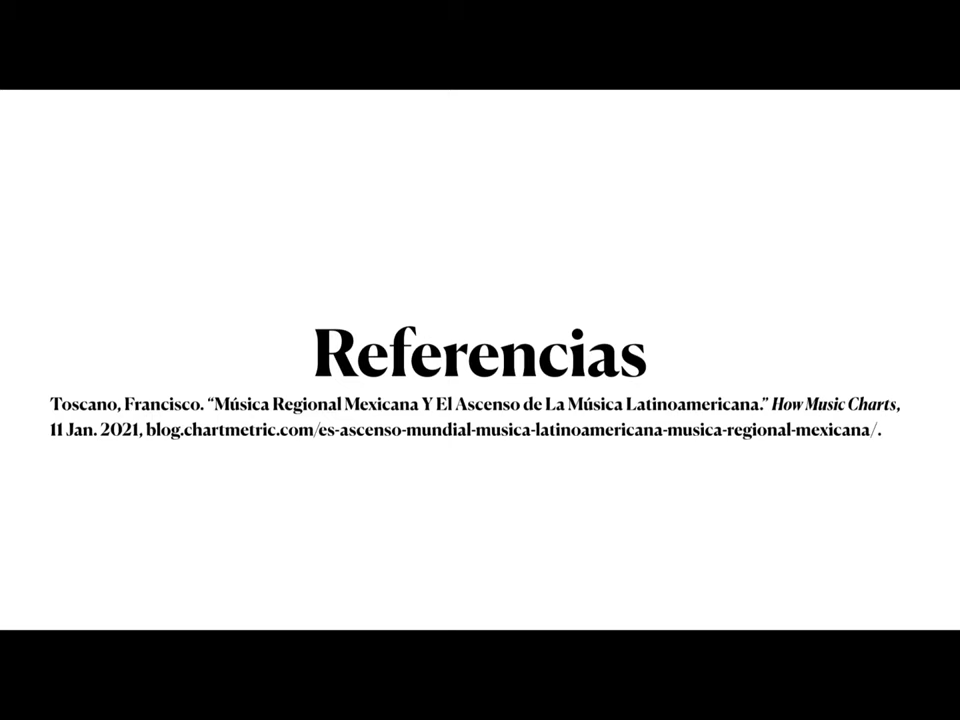 Referencias
Toscano, Francisco. “Música Regional Mexicana Y El Ascenso de La Música Latinoamericana.” How Music Charts,
11 Jan. 2021, blog.chartmetric.com/es-ascenso-mundial-musica-latinoamericana-musica-regional-mexicana/.